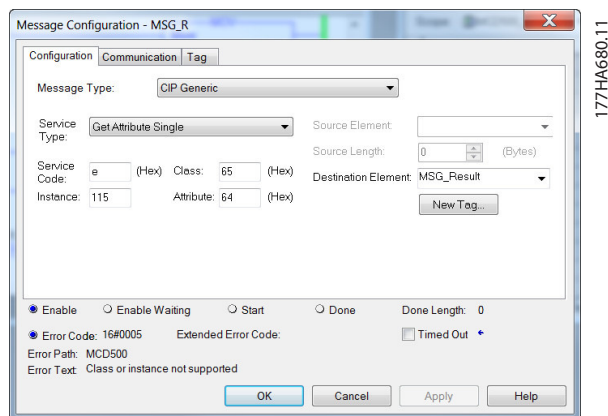 Message Configuration - MSG_R
Configuration Communication Tag
Message Type: CIP Generic
Service Type: Get Attribute Single
Source Element:
Source Length: 0 (Bytes)
Service Code: e (Hex) Class: 65 (Hex)
Destination Element: MSG_Result
Instance: 115 Attribute: 64 (Hex)
New Tag...
Enable Enable Waiting Start Done Done Length: 0
Error Code: 16#0005 Extended Error Code: Timed Out
Error Path: MCD500
Error Text: Class or instance not supported
OK Cancel Apply Help
177HA680.11